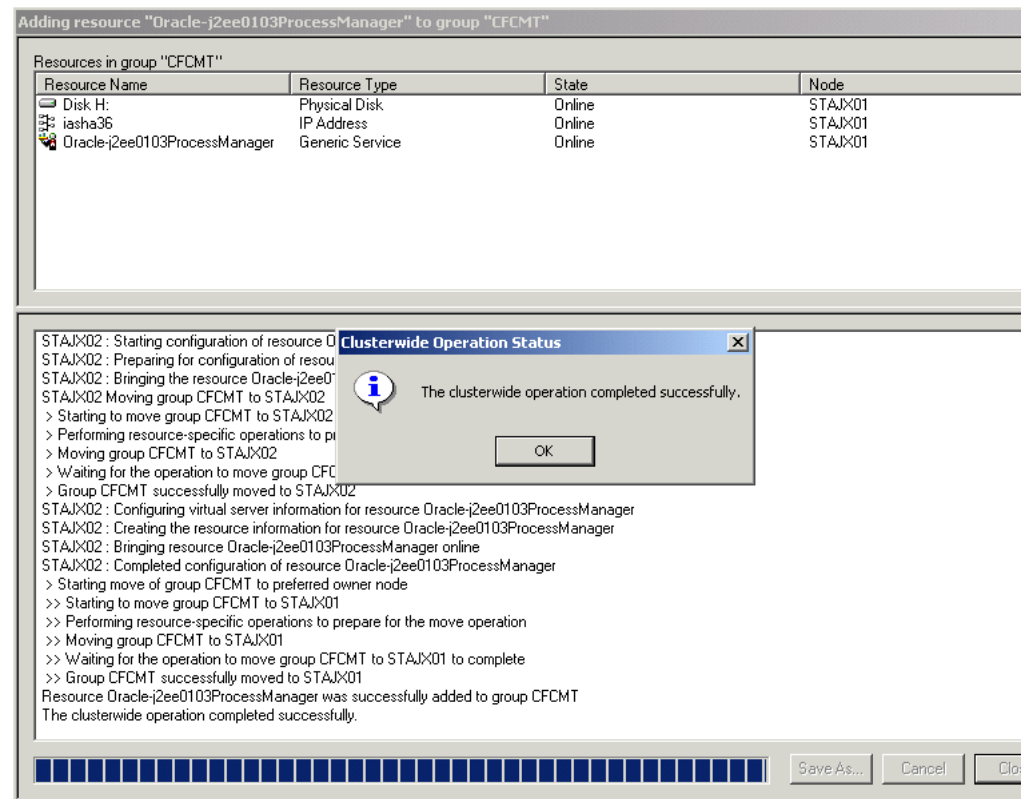 Adding resource "Oracle-j2ee0103ProcessManager" to group "CFCMT"
Resources in group "CFCMT"
Resource Name Resource Type State Node
Disk H: Physical Disk Online STAJX01
iasha36 IP Address Online STAJX01
Oracle-j2ee0103ProcessManager Generic Service Online STAJX01
STAJX02 : Starting configuration of resource O
STAJX02 : Preparing for configuration of resou
STAJX02 : Bringing the resource Oracle-j2ee01
STAJX02 Moving group CFCMT to STAJX02
> Starting to move group CFCMT to STAJX02
> Performing resource-specific operations to pr
> Moving group CFCMT to STAJX02
> Waiting for the operation to move group CFC
> Group CFCMT successfully moved to STAJX02
STAJX02 : Configuring virtual server information for resource Oracle-j2ee0103ProcessManager
STAJX02 : Creating the resource information for resource Oracle-j2ee0103ProcessManager
STAJX02 : Bringing resource Oracle-j2ee0103ProcessManager online
STAJX02 : Completed configuration of resource Oracle-j2ee0103ProcessManager
> Starting move of group CFCMT to preferred owner node
>> Starting to move group CFCMT to STAJX01
>> Performing resource-specific operations to prepare for the move operation
>> Moving group CFCMT to STAJX01
>> Waiting for the operation to move group CFCMT to STAJX01 to complete
>> Group CFCMT successfully moved to STAJX01
Resource Oracle-j2ee0103ProcessManager was successfully added to group CFCMT
The clusterwide operation completed successfully.
Clusterwide Operation Status
The clusterwide operation completed successfully.
OK
Save As... Cancel Clo